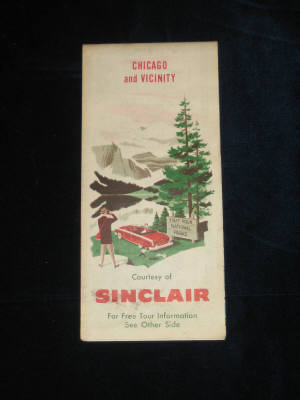 CHICAGO
and VICINITY
VISIT YOUR
NATIONAL
PARKS
Courtesy of
SINCLAIR
For Free Tour Information
See Other Side